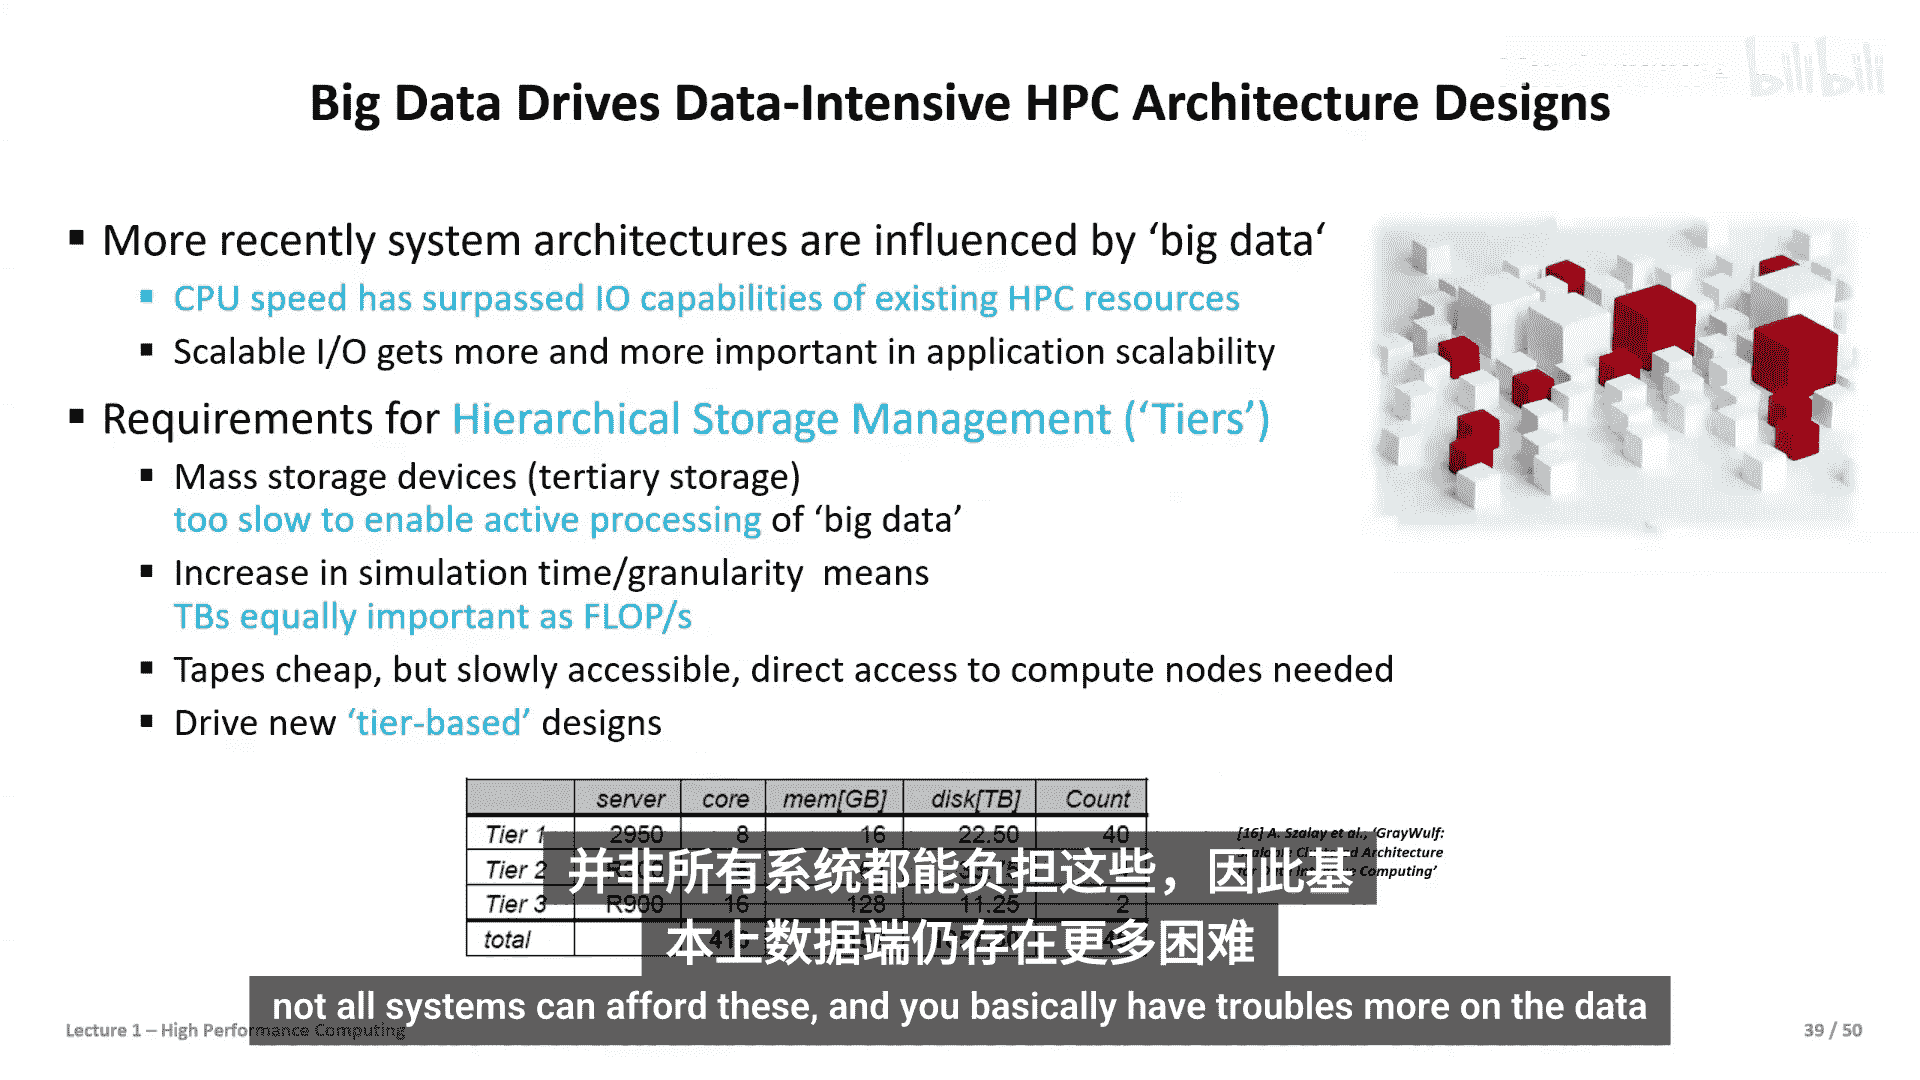 bilibili
Big Data Drives Data-Intensive HPC Architecture Designs
▪ More recently system architectures are influenced by ‘big data‘
▪ CPU speed has surpassed IO capabilities of existing HPC resources
▪ Scalable I/O gets more and more important in application scalability
▪ Requirements for Hierarchical Storage Management (‘Tiers’)
▪ Mass storage devices (tertiary storage)
too slow to enable active processing of ‘big data’
▪ Increase in simulation time/granularity means
TBs equally important as FLOP/s
▪ Tapes cheap, but slowly accessible, direct access to compute nodes needed
▪ Drive new ‘tier-based’ designs
server core mem[GB] disk[TB] Count
Tier 1 2950 8 16 22.50 40
Tier 2
Tier 3 R900 16 128 11.25 2
total
[16] A. Szalay et al., ‘GrayWulf:
Architecture
Computing’
并非所有系统都能负担这些，因此基
本上数据端仍存在更多困难
not all systems can afford these, and you basically have troubles more on the data
Lecture 1 – High Performance Computing
39 / 50